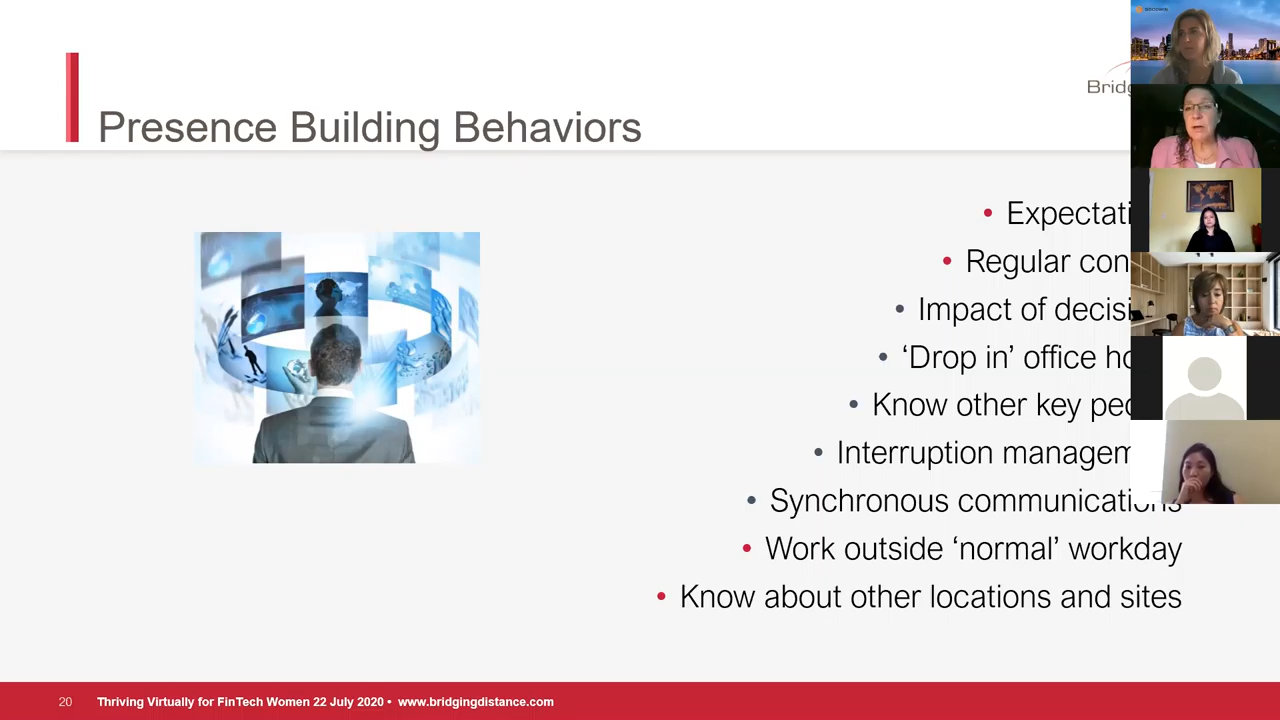 Presence Building Behaviors
• Expectati
• Regular con
• Impact of decisi
• ‘Drop in’ office ho
• Know other key peo
• Interruption managem
• Synchronous communications
• Work outside ‘normal’ workday
• Know about other locations and sites
20 Thriving Virtually for FinTech Women 22 July 2020 • www.bridgingdistance.com